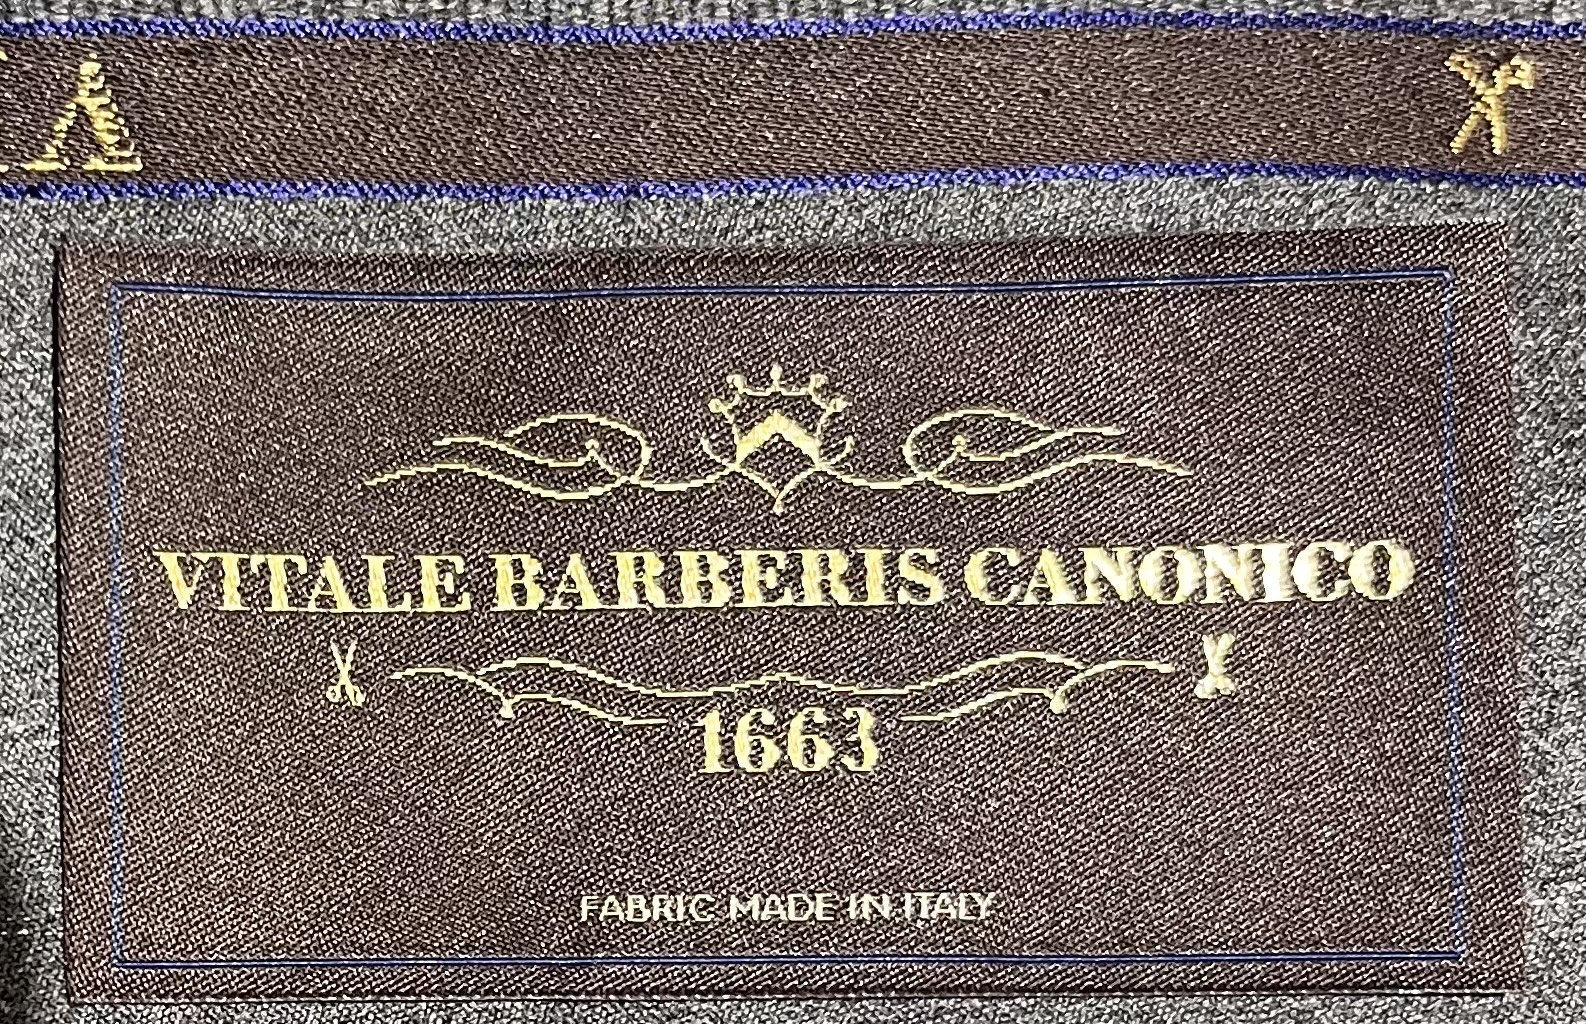 A
VITALE BARBERIS CANONICO
1663
FABRIC MADE IN ITALY